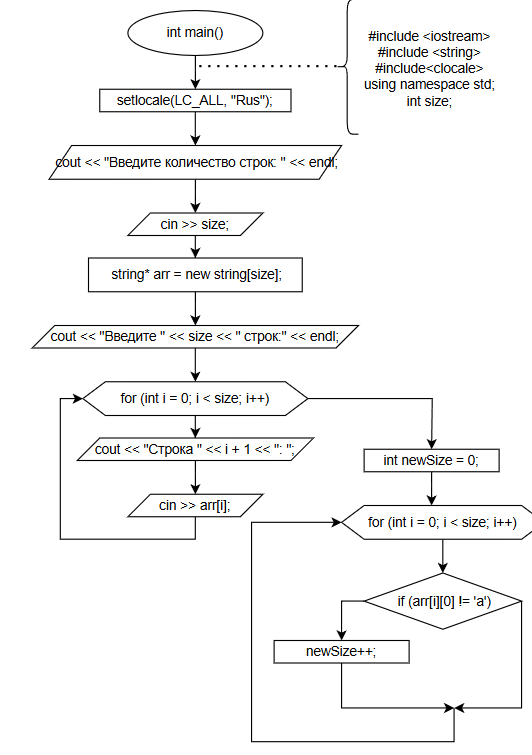 int main()
#include <iostream>
#include <string>
#include<clocale>
using namespace std;
int size;
setlocale(LC_ALL, "Rus");
cout << "Введите количество строк: " << endl;
cin >> size;
string* arr = new string[size];
cout << "Введите " << size << " строк:" << endl;
for (int i = 0; i < size; i++)
cout << "Строка " << i + 1 << ": ";
cin >> arr[i];
int newSize = 0;
for (int i = 0; i < size; i++)
if (arr[i][0] != 'a')
newSize++;